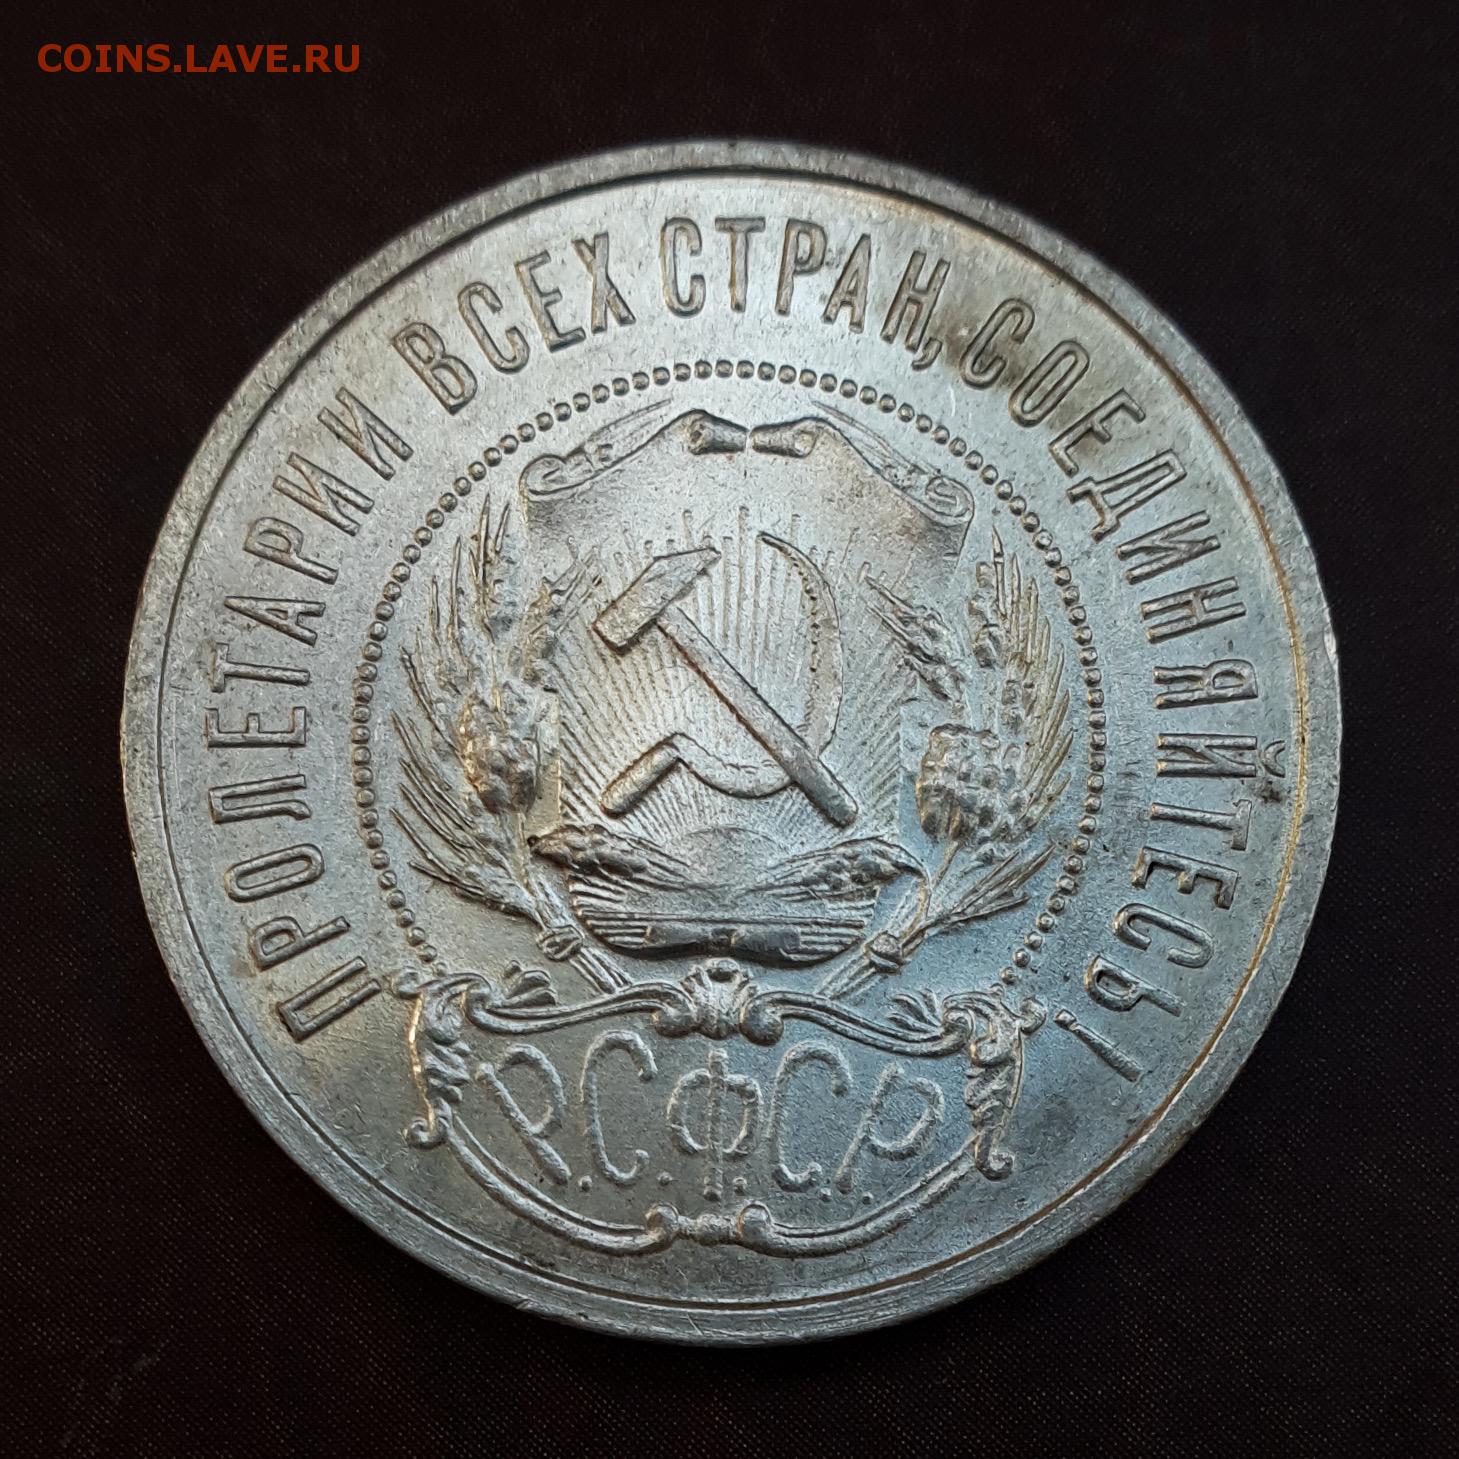 COINS.LAVE.RU
ПРОЛЕТАРИИ ВСЕХ СТРАН, СОЕДИНЯЙТЕСЬ!
Р.С.Ф.С.Р.